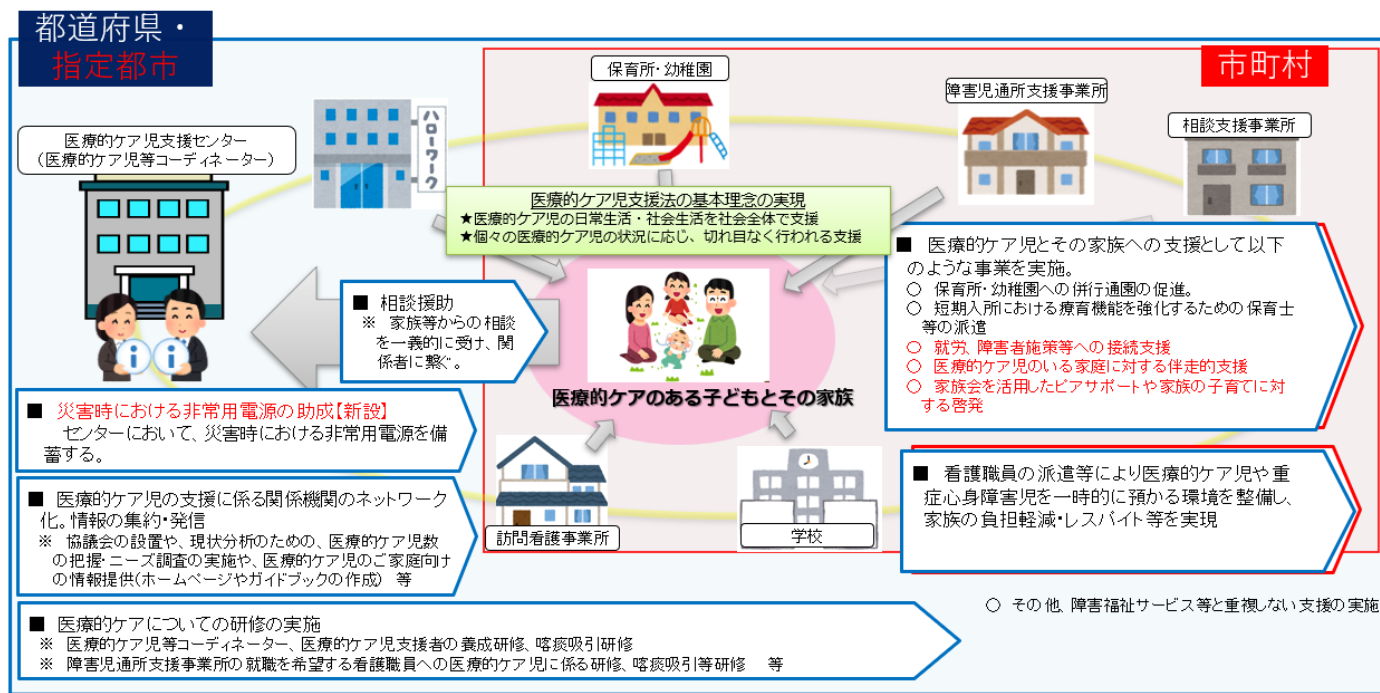 都道府県・
指定都市
市町村
保育所・幼稚園
障害児通所支援事業所
相談支援事業所
ハローワーク
医療的ケア児支援センター
（医療的ケア児等コーディネーター）
医療的ケア児支援法の基本理念の実現
★医療的ケア児の日常生活・社会生活を社会全体で支援
★個々の医療的ケア児の状況に応じ、切れ目なく行われる支援
■ 相談援助
※ 家族等からの相談
を一義的に受け、関
係者に繋ぐ。
医療的ケアのある子どもとその家族
■ 医療的ケア児とその家族への支援として以下
のような事業を実施。
○ 保育所・幼稚園への併行通園の促進。
○ 短期入所における療育機能を強化するための保育士
等の派遣
○ 就労、障害者施策等への接続支援
○ 医療的ケア児のいる家庭に対する伴走的支援
○ 家族会を活用したピアサポートや家族の子育てに対
する啓発
■ 災害時における非常用電源の助成【新設】
センターにおいて、災害時における非常用電源を備
蓄する。
■ 医療的ケア児の支援に係る関係機関のネットワーク
化。情報の集約・発信
※ 協議会の設置や、現状分析のための、医療的ケア児数
の把握・ニーズ調査の実施や、医療的ケア児のご家庭向け
の情報提供(ホームページやガイドブックの作成) 等
訪問看護事業所
学校
■ 看護職員の派遣等により医療的ケア児や重
症心身障害児を一時的に預かる環境を整備し、
家族の負担軽減・レスパイト等を実現
○ その他、障害福祉サービス等と重複しない支援の実施
■ 医療的ケアについての研修の実施
※ 医療的ケア児等コーディネーター、医療的ケア児支援者の養成研修、喀痰吸引研修
※ 障害児通所支援事業所の就職を希望する看護職員への医療的ケア児に係る研修、喀痰吸引等研修 等